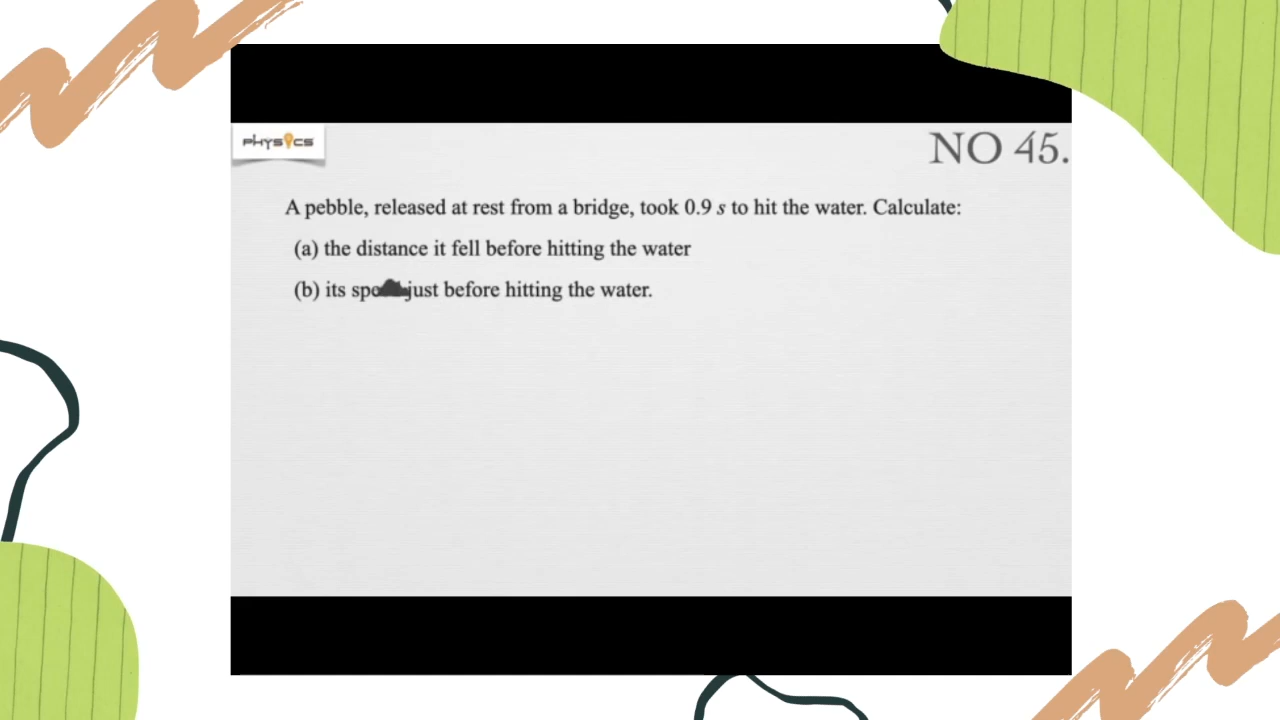 PHYSICS
NO 45.
A pebble, released at rest from a bridge, took 0.9 s to hit the water. Calculate:
(a) the distance it fell before hitting the water
(b) its just before hitting the water.